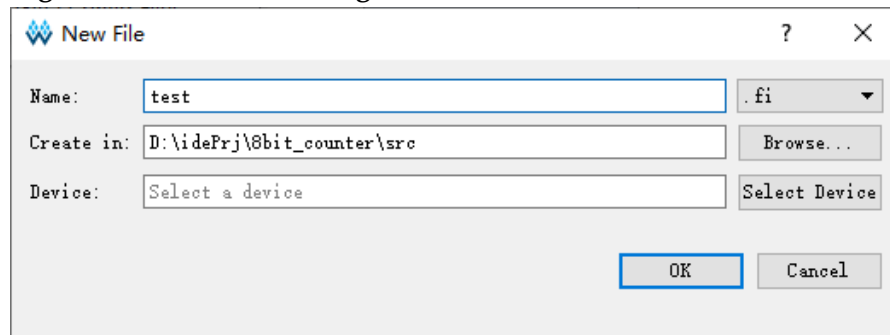 New File
Name: test .fi
Create in: D:\idePrj\8bit_counter\src Browse...
Device: Select a device Select Device
OK Cancel